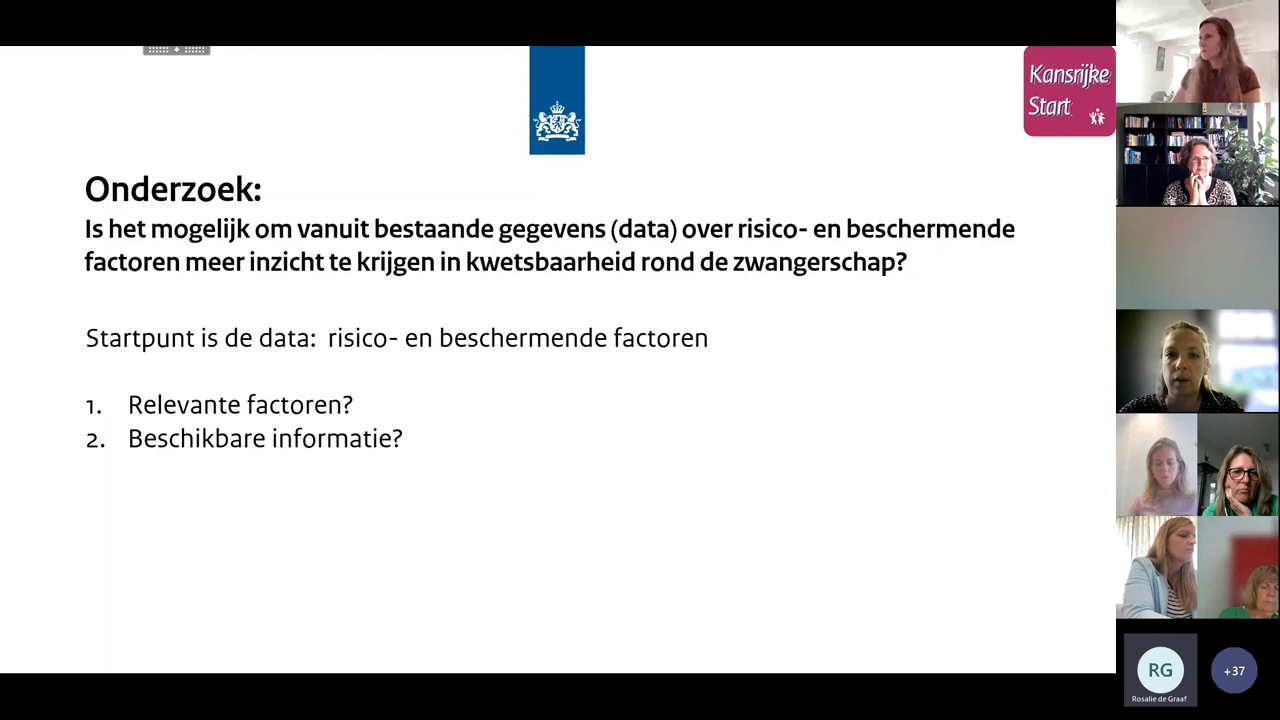 Kansrijke
Start
Onderzoek:
Is het mogelijk om vanuit bestaande gegevens (data) over risico- en beschermende
factoren meer inzicht te krijgen in kwetsbaarheid rond de zwangerschap?
Startpunt is de data: risico- en beschermende factoren
1. Relevante factoren?
2. Beschikbare informatie?
RG
Rosalie de Graaf
+37